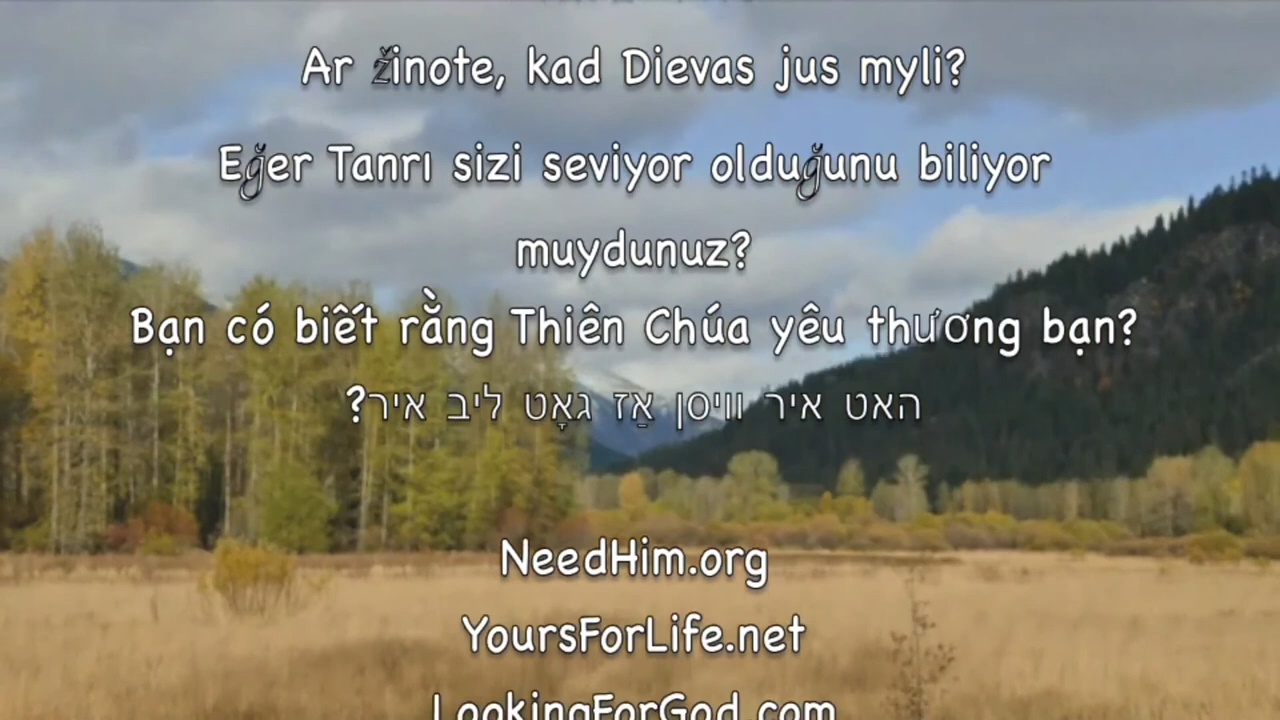 Ar žinote, kad Dievas jus myli?
Eğer Tanrı sizi seviyor olduğunu biliyor
muydunuz?
Bạn có biết rằng Thiên Chúa yêu thương bạn?
האט איר וויסן אַז גאָט ליב איר?
NeedHim.org
YoursForLife.net
LookingForGod.com